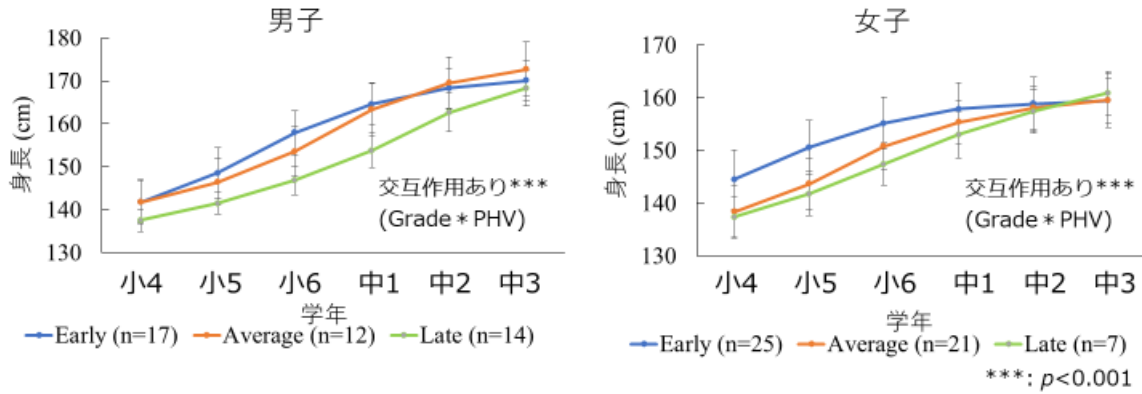 男子
180
170
160
150
140
130
身長 (cm)
交互作用あり***
(Grade＊PHV)
小4 小5 小6 中1 中2 中3
学年
Early (n=17) Average (n=12) Late (n=14)
女子
170
160
150
140
130
身長 (cm)
交互作用あり***
(Grade＊PHV)
小4 小5 小6 中1 中2 中3
学年
Early (n=25) Average (n=21) Late (n=7)
***: p<0.001